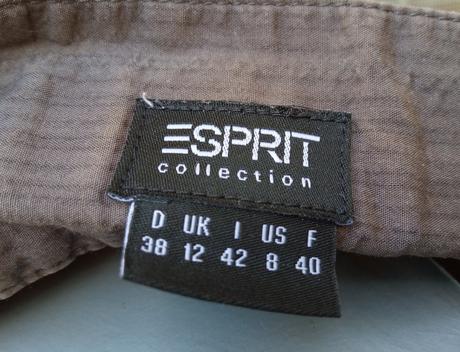 ESPRIT
collection
D UK I US F
38 12 42 8 40